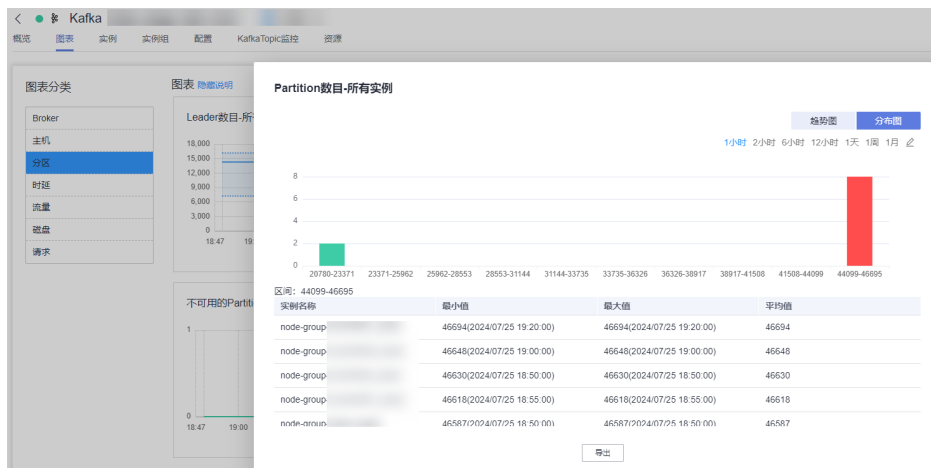 Kafka
概览 图表 实例 实例组 配置 KafkaTopic监控 资源
图表分类
Broker
主机
分区
时延
流量
磁盘
请求
图表 隐藏说明
Leader数目-所
18,000
15,000
12,000
9,000
6,000
3,000
0
18:47 19:
不可用的Partiti
1
0
18:47 19:00
Partition数目-所有实例
趋势图 分布图
1小时 2小时 6小时 12小时 1天 1周 1月
8
6
4
2
0
20780-23371 23371-25962 25962-28553 28553-31144 31144-33735 33735-36326 36326-38917 38917-41508 41508-44099 44099-46695
区间: 44099-46695
实例名称 最小值 最大值 平均值
node-group- 46694(2024/07/25 19:20:00) 46694(2024/07/25 19:20:00) 46694
node-group- 46648(2024/07/25 19:00:00) 46648(2024/07/25 19:00:00) 46648
node-group- 46630(2024/07/25 18:50:00) 46630(2024/07/25 18:50:00) 46630
node-group- 46618(2024/07/25 18:55:00) 46618(2024/07/25 18:55:00) 46618
node-group- 46587(2024/07/25 18:50:00) 46587(2024/07/25 18:50:00) 46587
导出